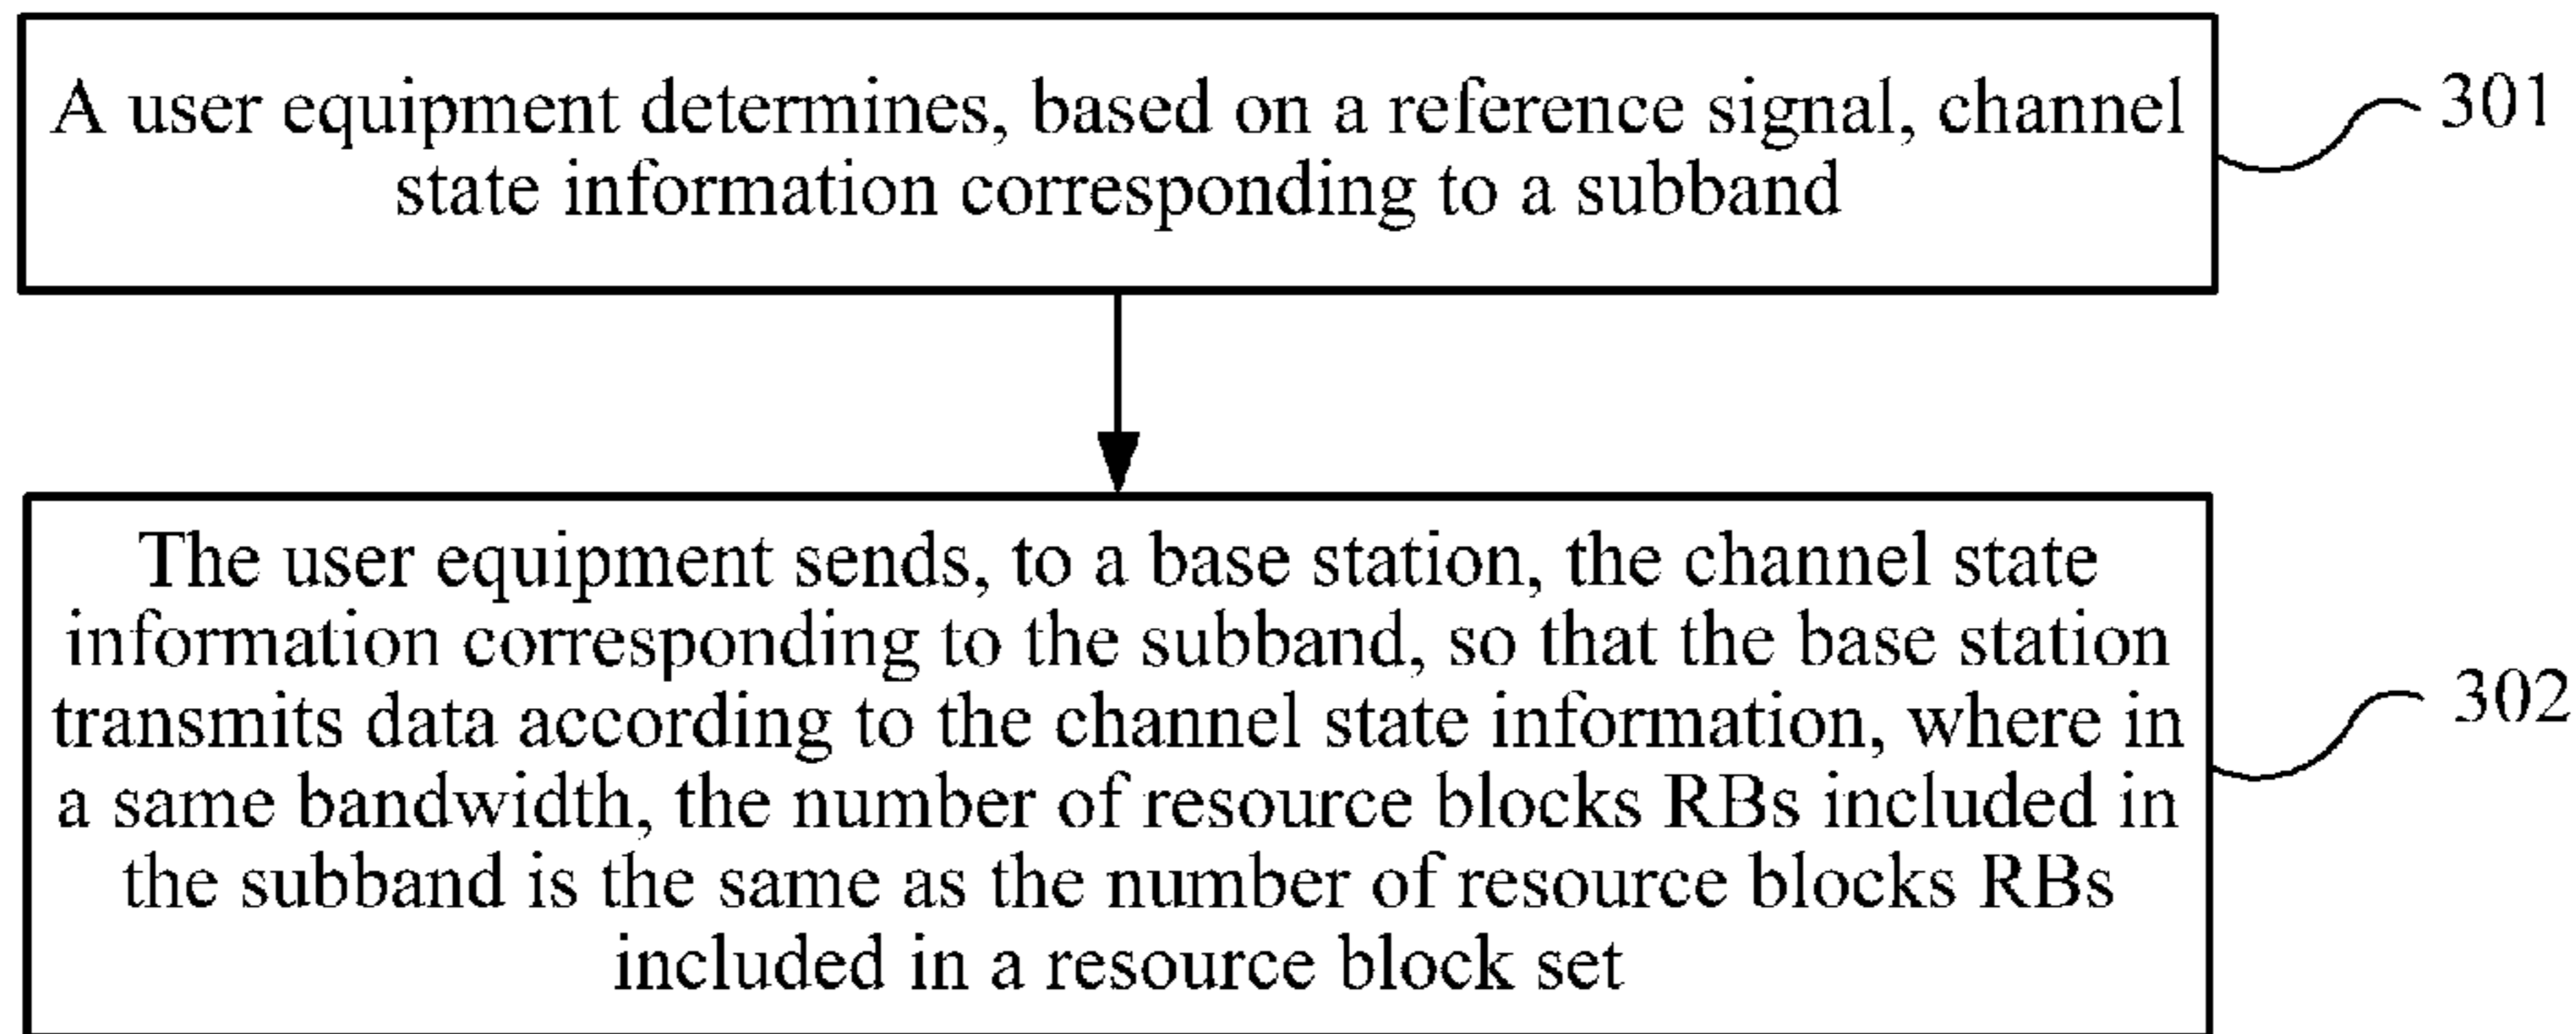 A user equipment determines, based on a reference signal, channel
state information corresponding to a subband
301
The user equipment sends, to a base station, the channel state
information corresponding to the subband, so that the base station
transmits data according to the channel state information, where in
a same bandwidth, the number of resource blocks RBs included in
the subband is the same as the number of resource blocks RBs
included in a resource block set
302